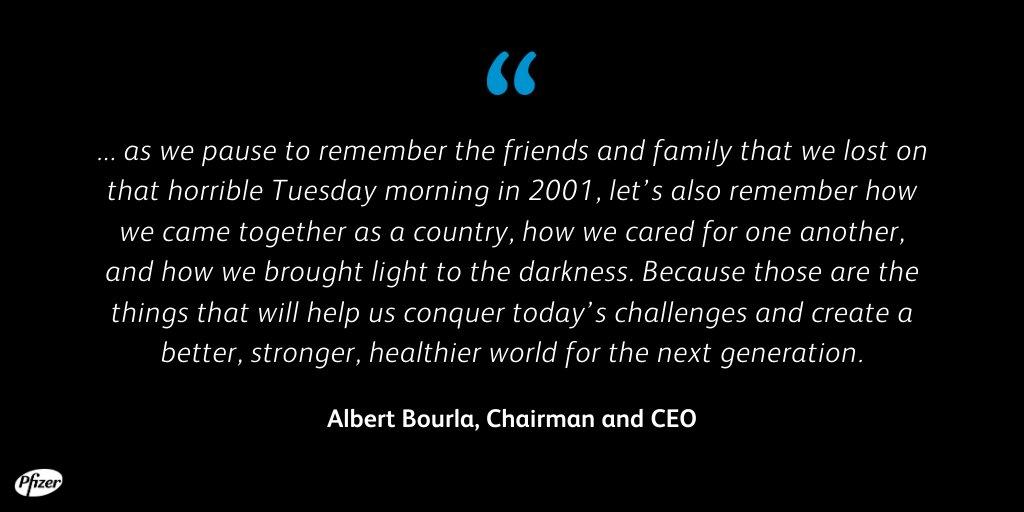 “
... as we pause to remember the friends and family that we lost on
that horrible Tuesday morning in 2001, let’s also remember how
we came together as a country, how we cared for one another,
and how we brought light to the darkness. Because those are the
things that will help us conquer today’s challenges and create a
better, stronger, healthier world for the next generation.
Albert Bourla, Chairman and CEO
Pfizer